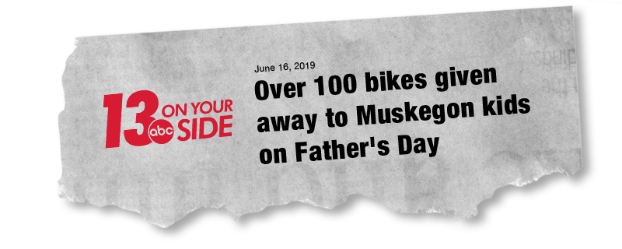 June 16, 2019
13 ON YOUR
abc SIDE
Over 100 bikes given
away to Muskegon kids
on Father's Day